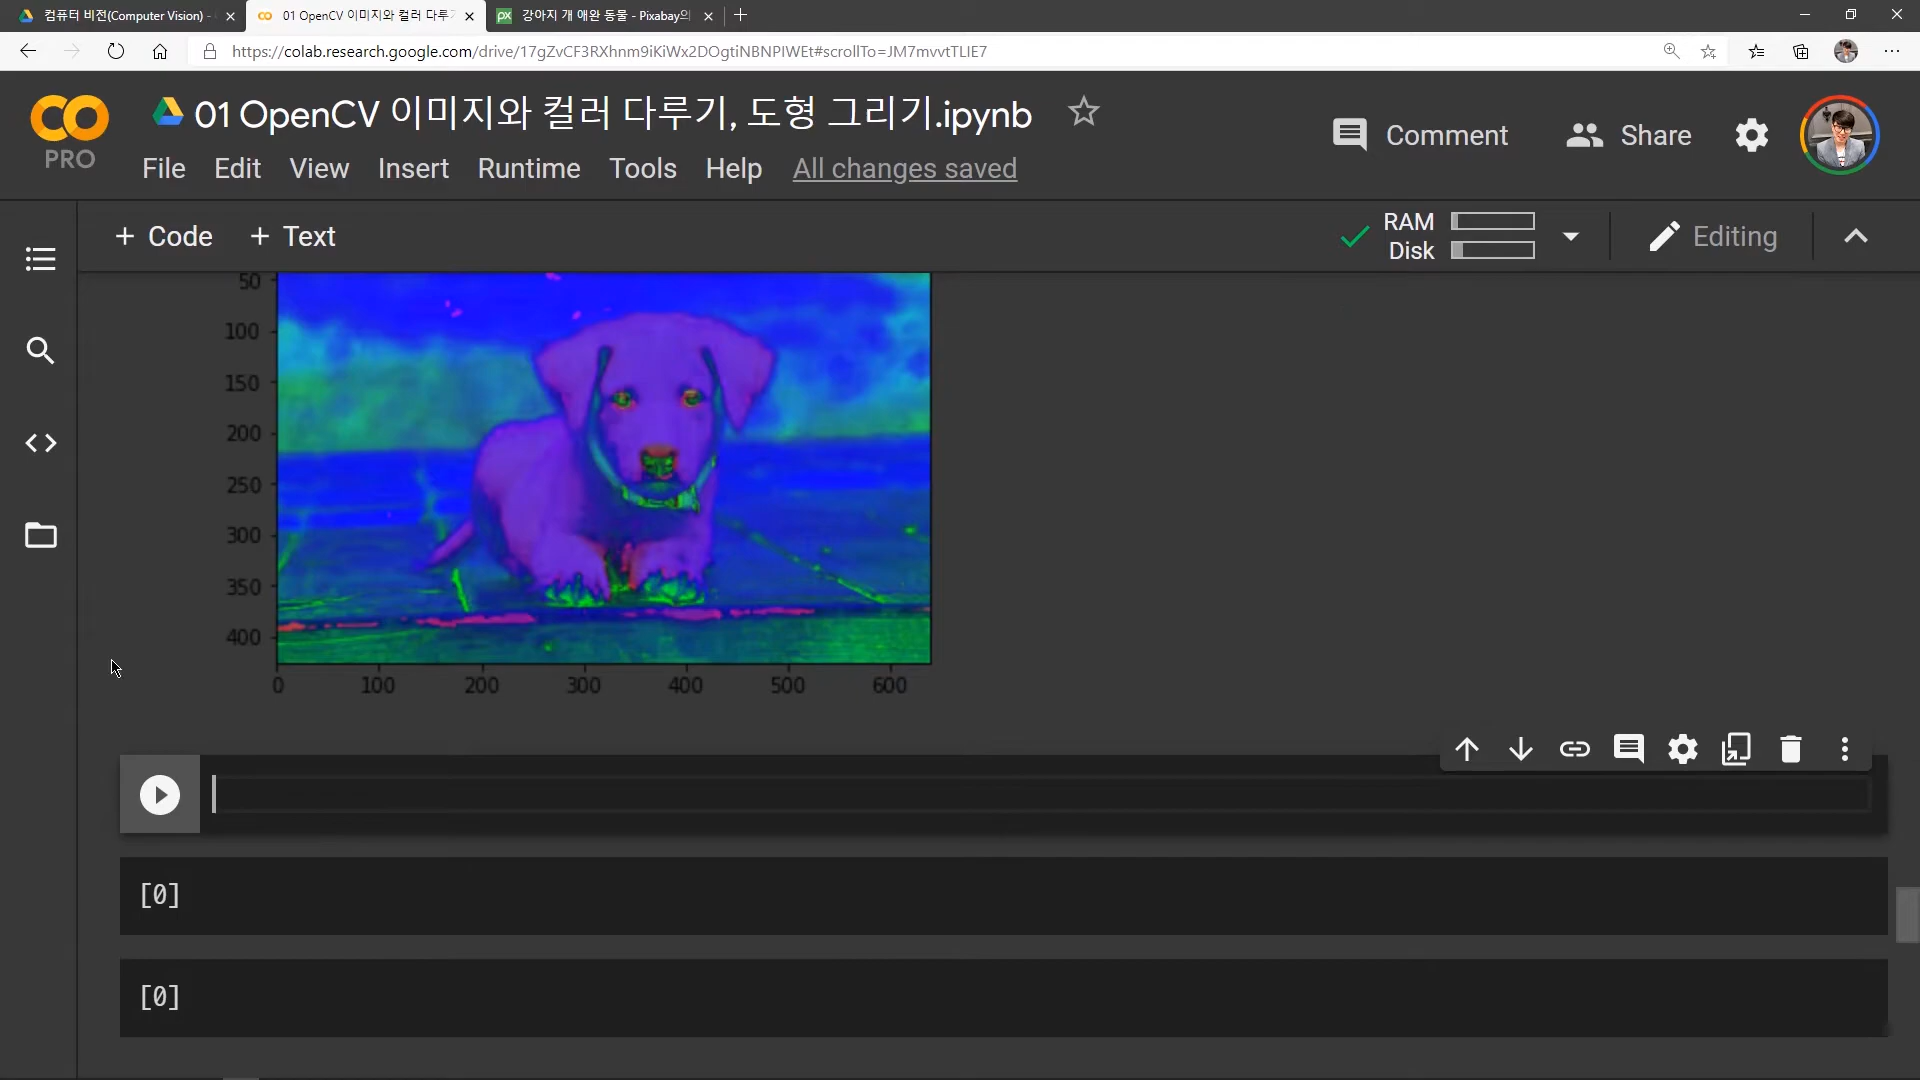 컴퓨터 비전(Computer Vision) -
01 OpenCV 이미지와 컬러 다루기
px 강아지 개 애완 동물 - Pixabay의
https://colab.research.google.com/drive/17gZvCF3RXhnm9iKiWx2DOgtiNBNPIWEt#scrollTo=JM7mvvtTLIE7
CO
PRO
01 OpenCV 이미지와 컬러 다루기, 도형 그리기.ipynb
File Edit View Insert Runtime Tools Help All changes saved
Comment
Share
+ Code + Text
RAM
Disk
Editing
50
100
150
200
250
300
350
400
0 100 200 300 400 500 600
[0]
[0]